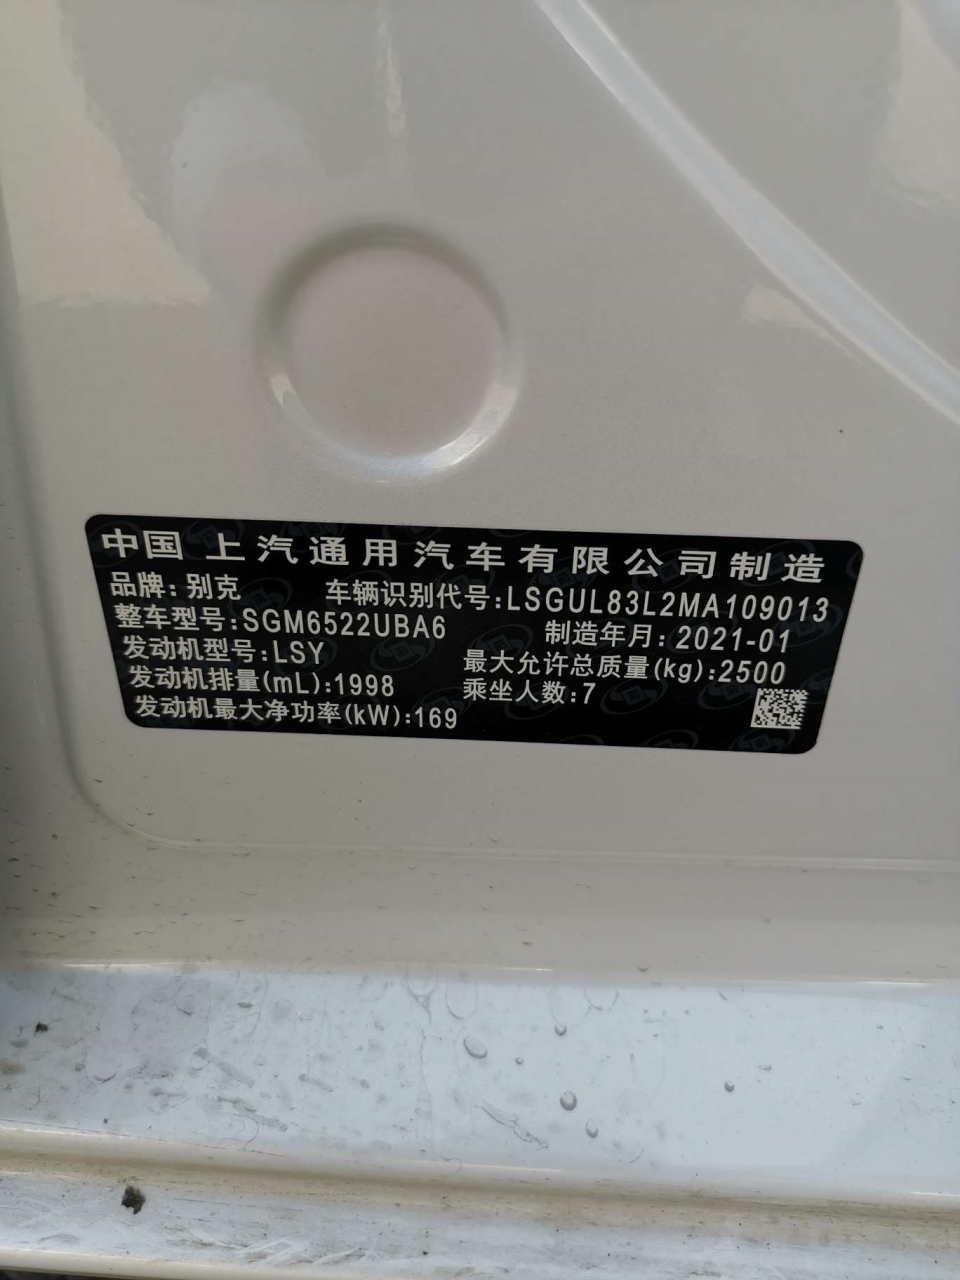 中国 上汽通用汽车有限公司制造
品牌:别克 车辆识别代号:LSGUL83L2MA109013
整车型号:SGM6522UBA6 制造年月:2021-01
发动机型号:LSY 最大允许总质量(kg):2500
发动机排量(mL):1998 乘坐人数:7
发动机最大净功率(kW):169